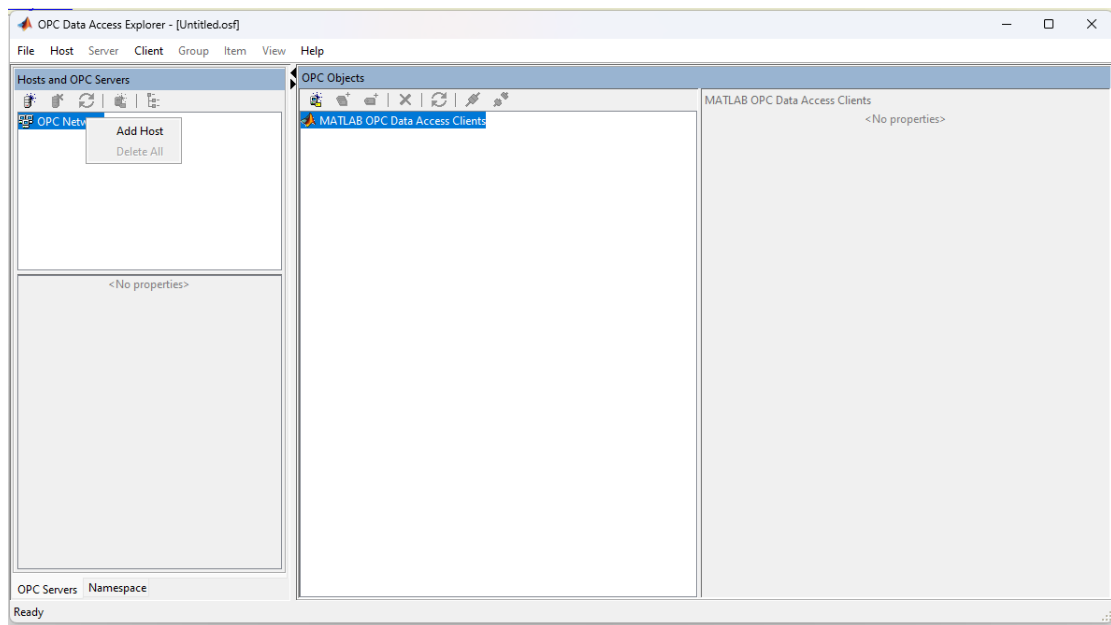 OPC Data Access Explorer - [Untitled.osf]
File Host Server Client Group Item View Help
Hosts and OPC Servers
OPC Netw
Add Host
Delete All
<No properties>
OPC Servers Namespace
OPC Objects
MATLAB OPC Data Access Clients
MATLAB OPC Data Access Clients
<No properties>
Ready